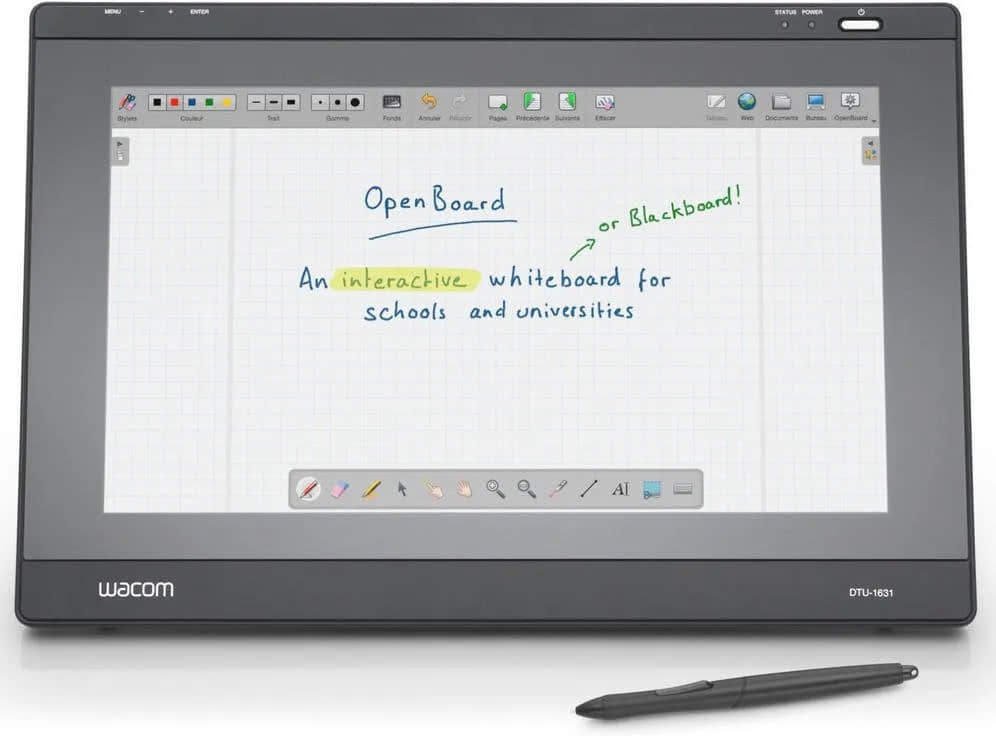 MENU - + ENTER
STATUS POWER
Stylets Couleur Trait Gomme Fonds Annuler Refaire Pages Précédente Suivante Effacer Tableau Web Documents Bureau OpenBoard
OpenBoard
or Blackboard!
An interactive whiteboard for
schools and universities
AI
wacom
DTU-1631